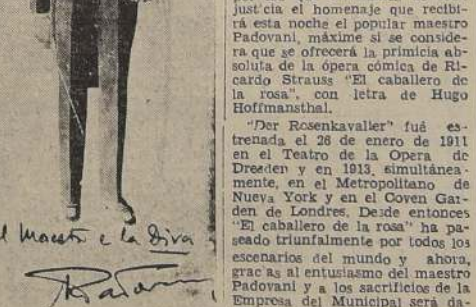 just'cia el homenaje que recibi-
rá esta noche el popular maestro
Padovani, máxime si se conside-
ra que se ofrecerá la primicia ab-
soluta de la ópera cómica de Ri-
cardo Strauss "El caballero de
la rosa", con letra de Hugo
Hoffmansthal.
"Der Rosenkavalier" fué es-
trenada el 26 de enero de 1911
en el Teatro de la Opera de
Dresden y en 1913, simultánea-
mente, en el Metropolitano de
Nueva York y en el Coven Gar-
den de Londres. Desde entonces
"El caballero de la rosa" ha pa-
seado triunfalmente por todos los
escenarios del mundo y ahora,
grac'as al entusiasmo del maestro
Padovani y a los sacrificios de la
Empresa del Municipal será da-
l Maestro e la Diva